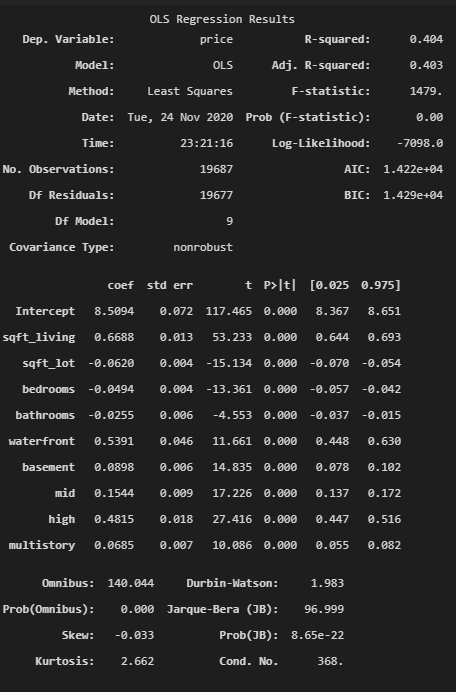 OLS Regression Results
Dep. Variable: price R-squared: 0.404
Model: OLS Adj. R-squared: 0.403
Method: Least Squares F-statistic: 1479.
Date: Tue, 24 Nov 2020 Prob (F-statistic): 0.00
Time: 23:21:16 Log-Likelihood: -7098.0
No. Observations: 19687 AIC: 1.422e+04
Df Residuals: 19677 BIC: 1.429e+04
Df Model: 9
Covariance Type: nonrobust
coef std err t P>|t| [0.025 0.975]
Intercept 8.5094 0.072 117.465 0.000 8.367 8.651
sqft_living 0.6688 0.013 53.233 0.000 0.644 0.693
sqft_lot -0.0620 0.004 -15.134 0.000 -0.070 -0.054
bedrooms -0.0494 0.004 -13.361 0.000 -0.057 -0.042
bathrooms -0.0255 0.006 -4.553 0.000 -0.037 -0.015
waterfront 0.5391 0.046 11.661 0.000 0.448 0.630
basement 0.0898 0.006 14.835 0.000 0.078 0.102
mid 0.1544 0.009 17.226 0.000 0.137 0.172
high 0.4815 0.018 27.416 0.000 0.447 0.516
multistory 0.0685 0.007 10.086 0.000 0.055 0.082
Omnibus: 140.044 Durbin-Watson: 1.983
Prob(Omnibus): 0.000 Jarque-Bera (JB): 96.999
Skew: -0.033 Prob(JB): 8.65e-22
Kurtosis: 2.662 Cond. No. 368.